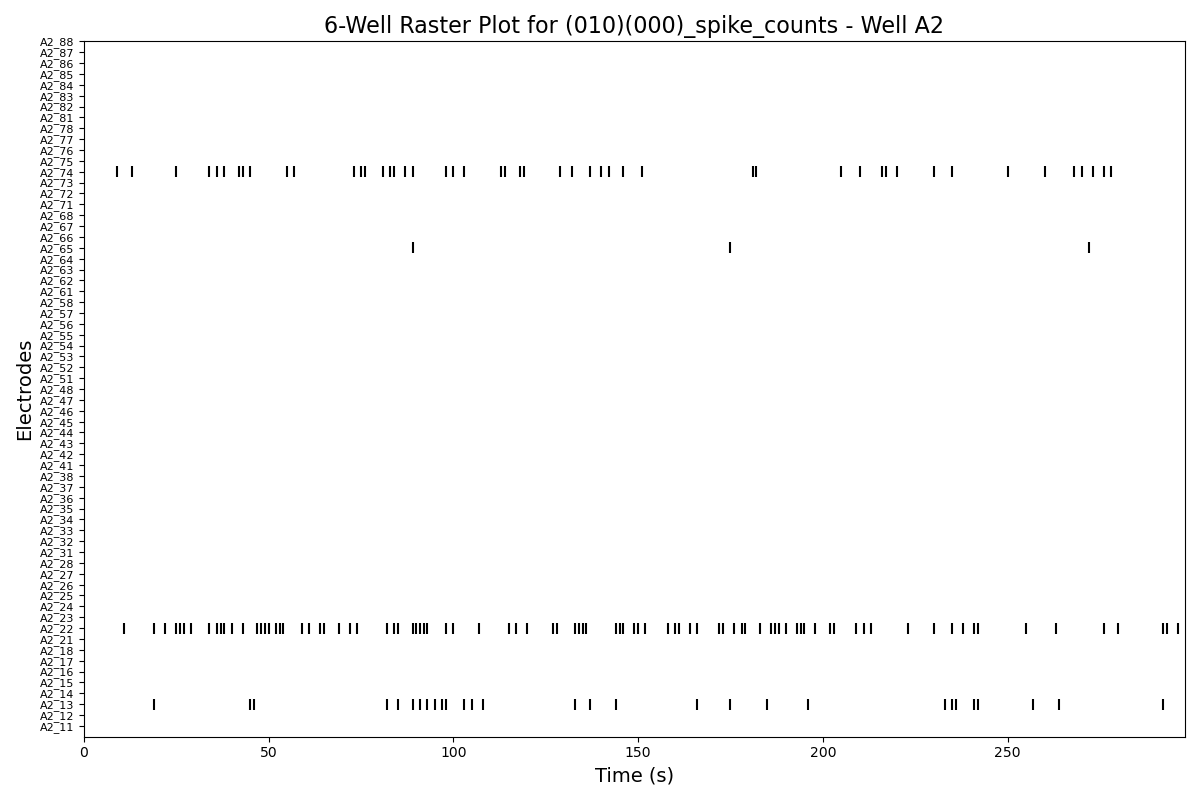 6-Well Raster Plot for (010)(000)_spike_counts - Well A2
A2_88
A2_87
A2_86
A2_85
A2_84
A2_83
A2_82
A2_81
A2_78
A2_77
A2_76
A2_75
A2_74
A2_73
A2_72
A2_71
A2_68
A2_67
A2_66
A2_65
A2_64
A2_63
A2_62
A2_61
A2_58
A2_57
A2_56
A2_55
A2_54
A2_53
A2_52
A2_51
A2_48
A2_47
A2_46
A2_45
A2_44
A2_43
A2_42
A2_41
A2_38
A2_37
A2_36
A2_35
A2_34
A2_33
A2_32
A2_31
A2_28
A2_27
A2_26
A2_25
A2_24
A2_23
A2_22
A2_21
A2_18
A2_17
A2_16
A2_15
A2_14
A2_13
A2_12
A2_11
Electrodes
0 50 100 150 200 250
Time (s)